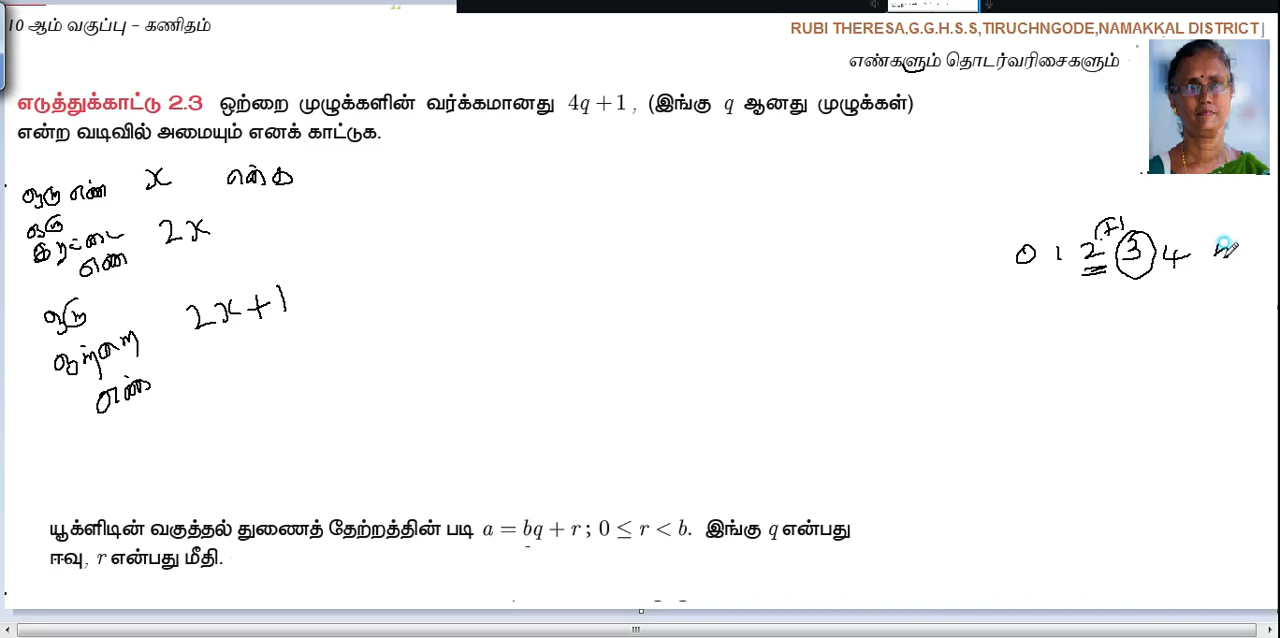 10 ஆம் வகுப்பு - கணிதம்
RUBI THERESA,G.G.H.S.S,TIRUCHNGODE,NAMAKKAL DISTRICT
எண்களும் தொடர்வரிசைகளும்
எடுத்துக்காட்டு 2.3 ஒற்றை முழுக்களின் வர்க்கமானது 4q+1, (இங்கு q ஆனது முழுக்கள்)
என்ற வடிவில் அமையும் எனக் காட்டுக.
ஒரு எண் x என்க
ஒரு
இரட்டை 2x
எண்
ஒரு 2x+1
ஒற்றை
எண்
+1
0 1 2 3 4
யூக்ளிடின் வகுத்தல் துணைத் தேற்றத்தின் படி a = bq + r ; 0 ≤ r < b. இங்கு q என்பது
ஈவு, r என்பது மீதி.